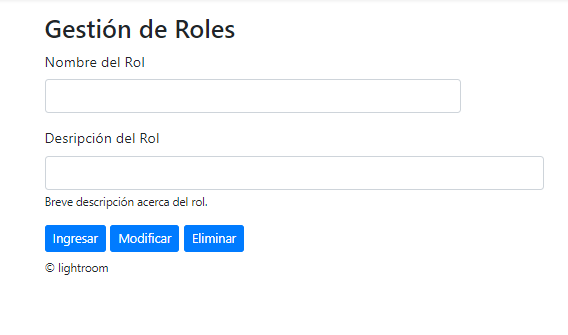 Gestión de Roles
Nombre del Rol
Desripción del Rol
Breve descripción acerca del rol.
Ingresar Modificar Eliminar
© lightroom